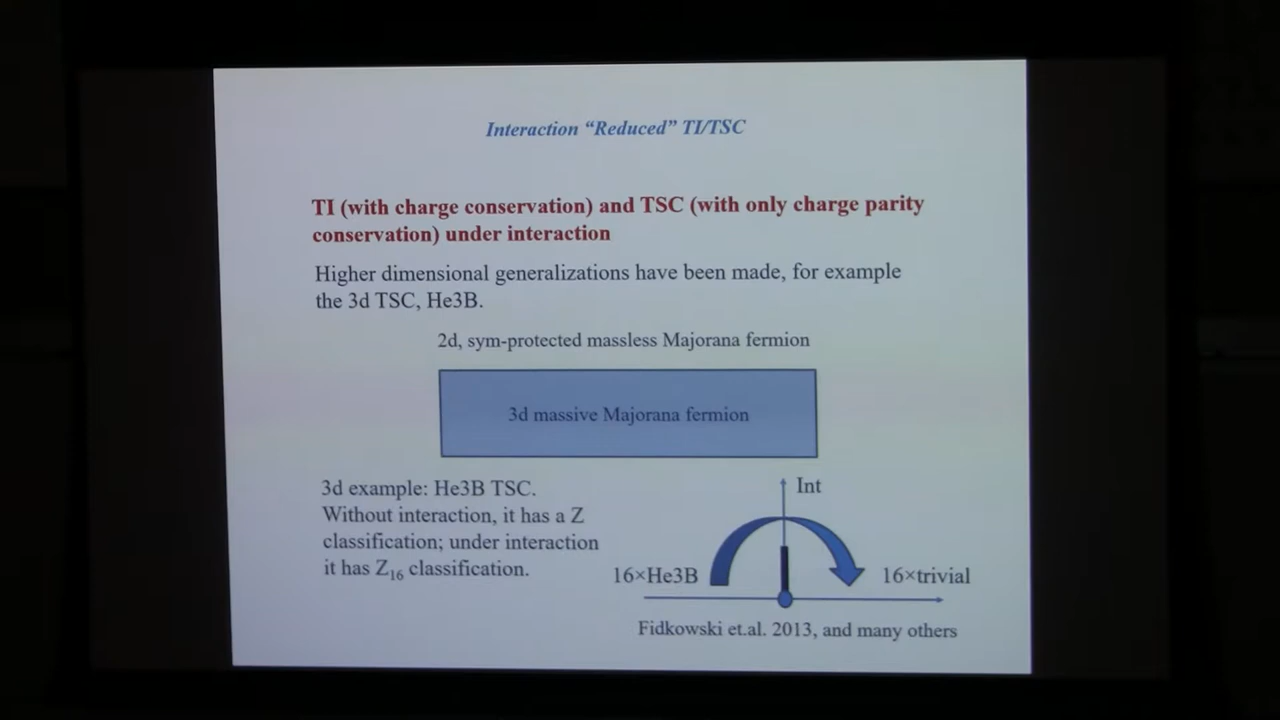 Interaction “Reduced” TI/TSC
TI (with charge conservation) and TSC (with only charge parity
conservation) under interaction
Higher dimensional generalizations have been made, for example
the 3d TSC, He3B.
2d, sym-protected massless Majorana fermion
3d massive Majorana fermion
3d example: He3B TSC.
Without interaction, it has a Z
classification; under interaction
it has Z₁₆ classification.
Int
16×He3B
16×trivial
Fidkowski et.al. 2013, and many others